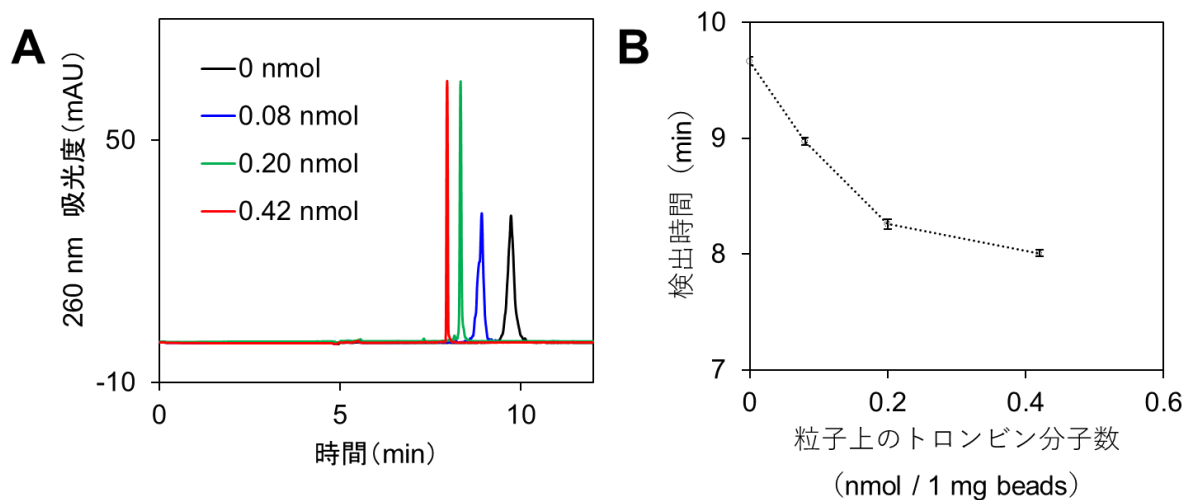 A
0 nmol
0.08 nmol
0.20 nmol
0.42 nmol
50
-10
260 nm 吸光度（mAU）
0
5
10
時間（min）
B
10
9
8
7
検出時間 （min）
0
0.2
0.4
0.6
粒子上のトロンビン分子数
（nmol / 1 mg beads）